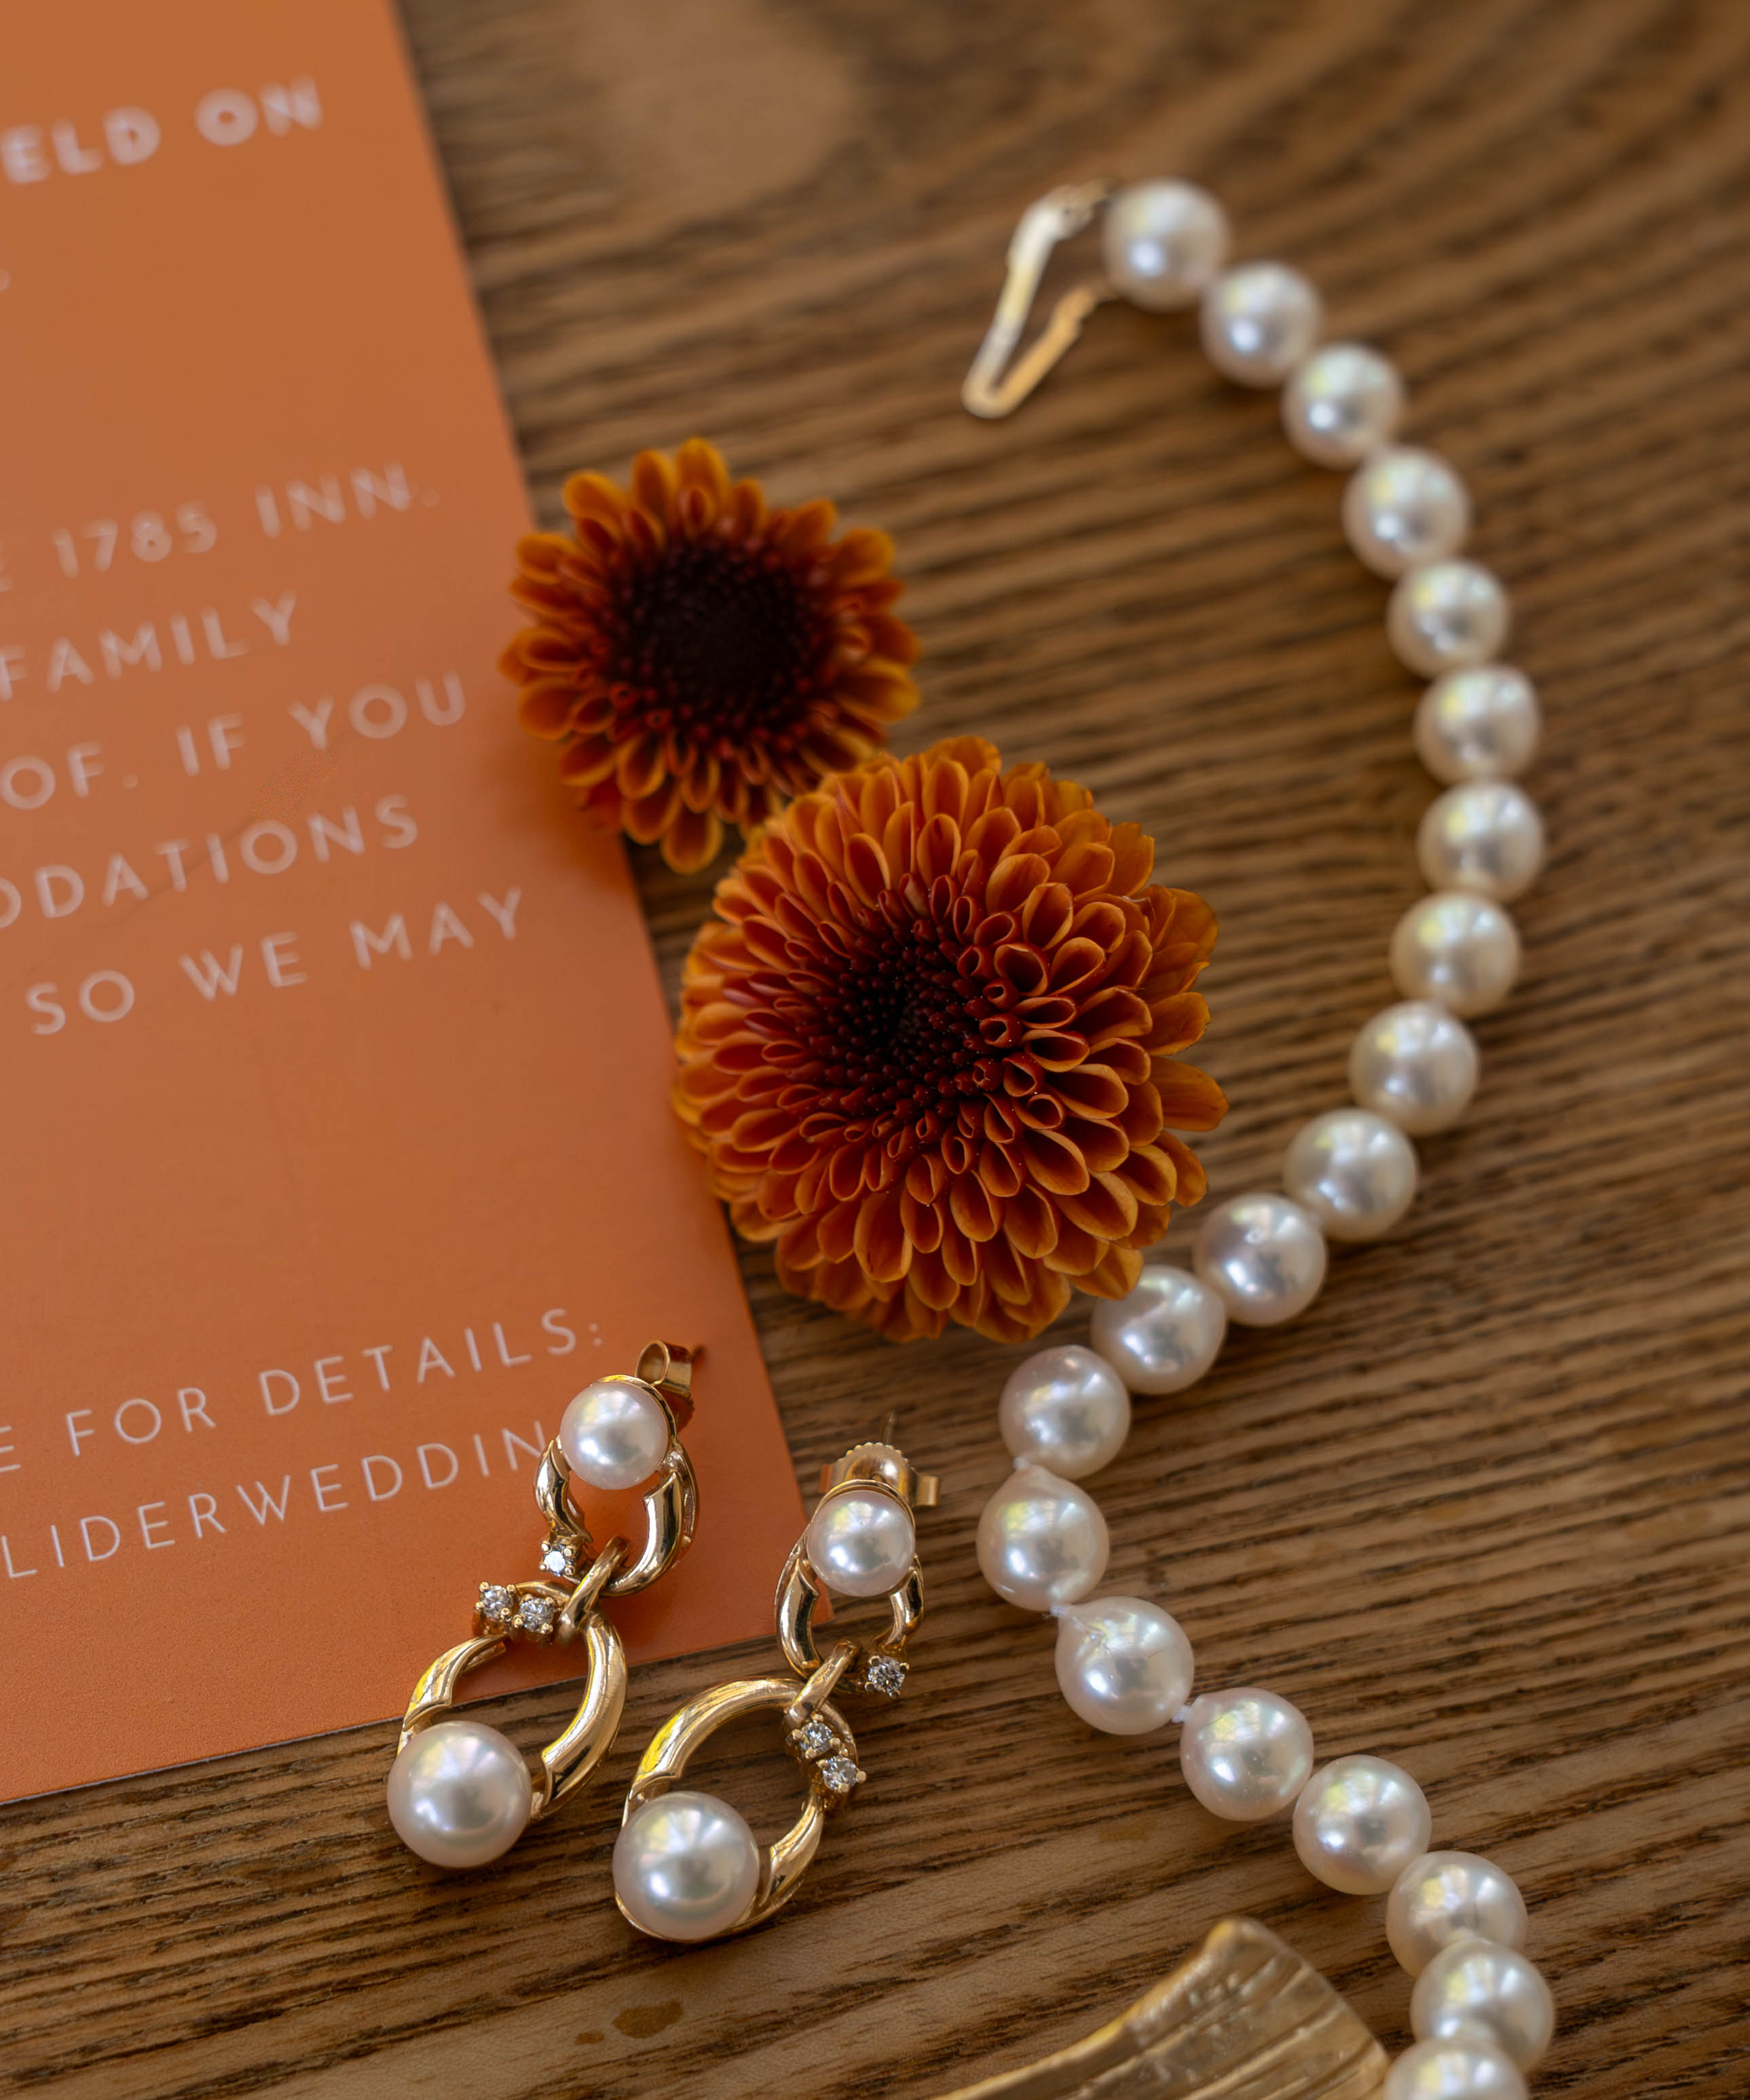 ELD ON
1785 INN.
FAMILY
OF. IF YOU
ODATIONS
SO WE MAY
E FOR DETAILS:
LIDERWEDDIN